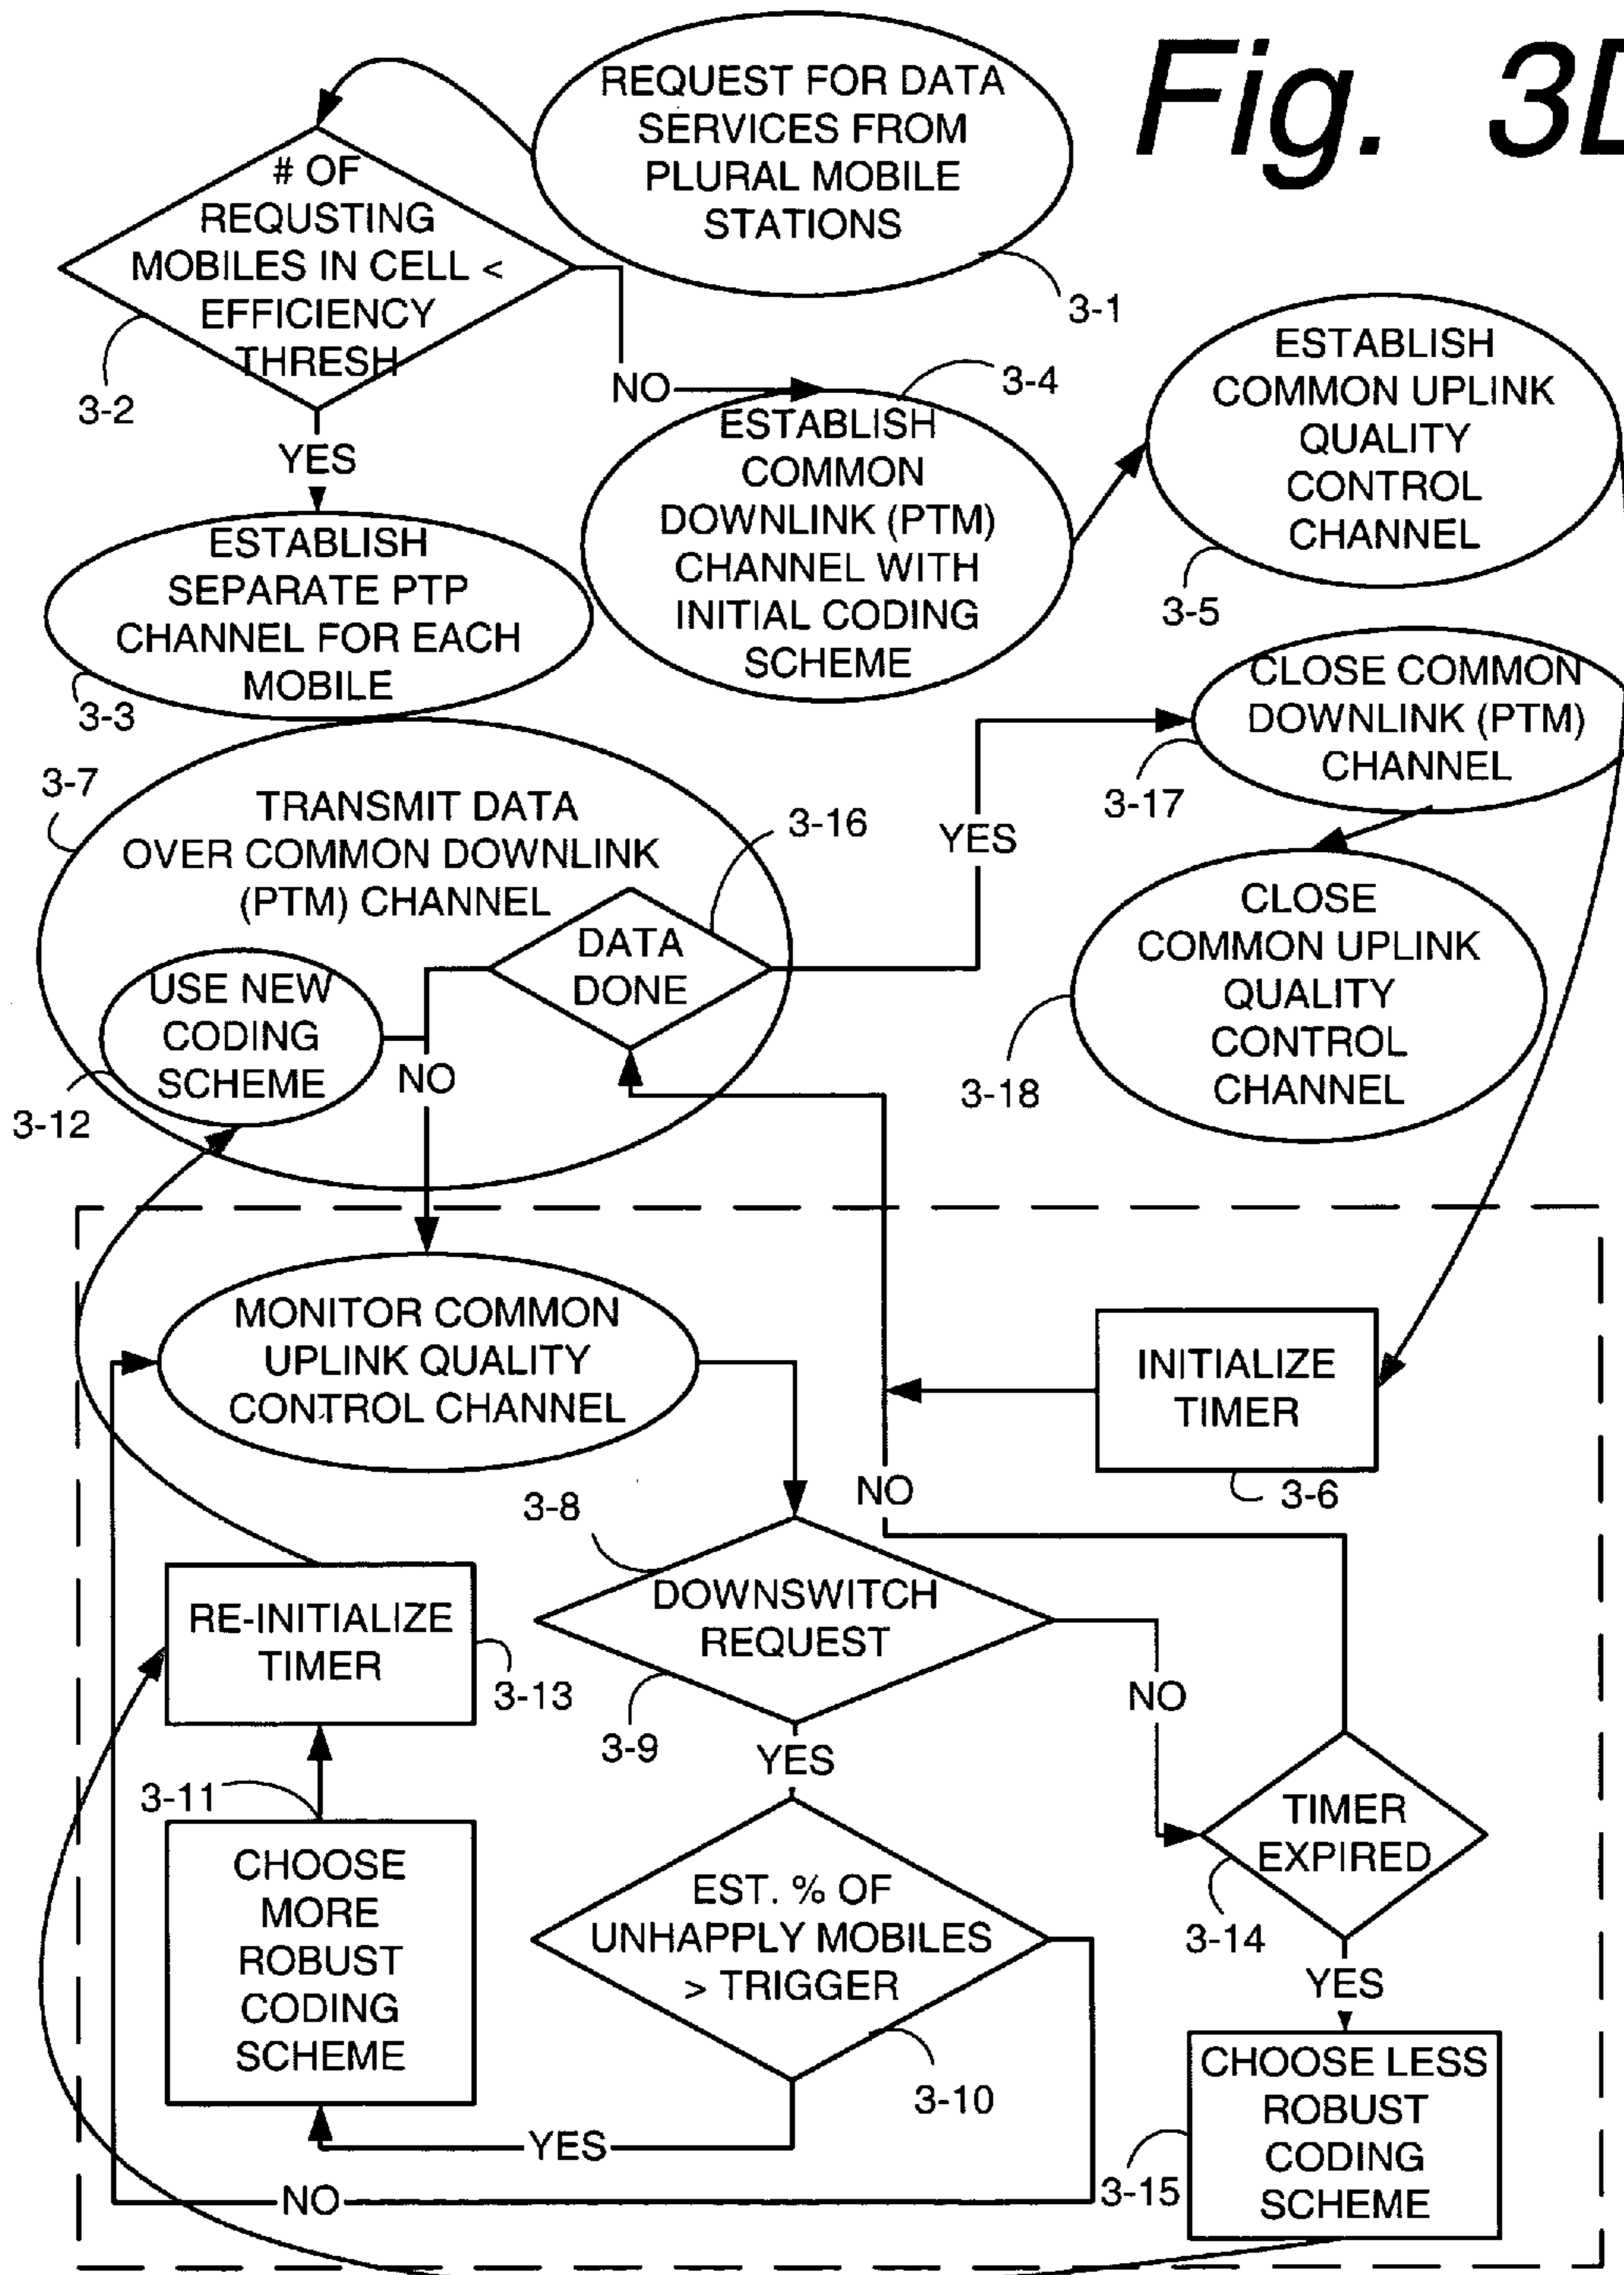 Fig. 3D
REQUEST FOR DATA
SERVICES FROM
PLURAL MOBILE
STATIONS
3-1
# OF
REQUSTING
MOBILES IN CELL <
EFFICIENCY
THRESH
3-2
YES
NO
3-4
ESTABLISH
COMMON
DOWNLINK (PTM)
CHANNEL WITH
INITIAL CODING
SCHEME
ESTABLISH
COMMON UPLINK
QUALITY
CONTROL
CHANNEL
3-5
ESTABLISH
SEPARATE PTP
CHANNEL FOR EACH
MOBILE
3-3
CLOSE COMMON
DOWNLINK (PTM)
CHANNEL
3-17
3-7
TRANSMIT DATA
OVER COMMON DOWNLINK
(PTM) CHANNEL
3-16
YES
DATA
DONE
USE NEW
CODING
SCHEME
3-12
NO
CLOSE
COMMON UPLINK
QUALITY
CONTROL
CHANNEL
3-18
MONITOR COMMON
UPLINK QUALITY
CONTROL CHANNEL
INITIALIZE
TIMER
3-6
NO
3-8
DOWNSWITCH
REQUEST
3-9
RE-INITIALIZE
TIMER
3-13
NO
YES
3-11
CHOOSE
MORE
ROBUST
CODING
SCHEME
EST. % OF
UNHAPPLY MOBILES
> TRIGGER
3-10
TIMER
EXPIRED
3-14
YES
CHOOSE LESS
ROBUST
CODING
SCHEME
3-15
YES
NO